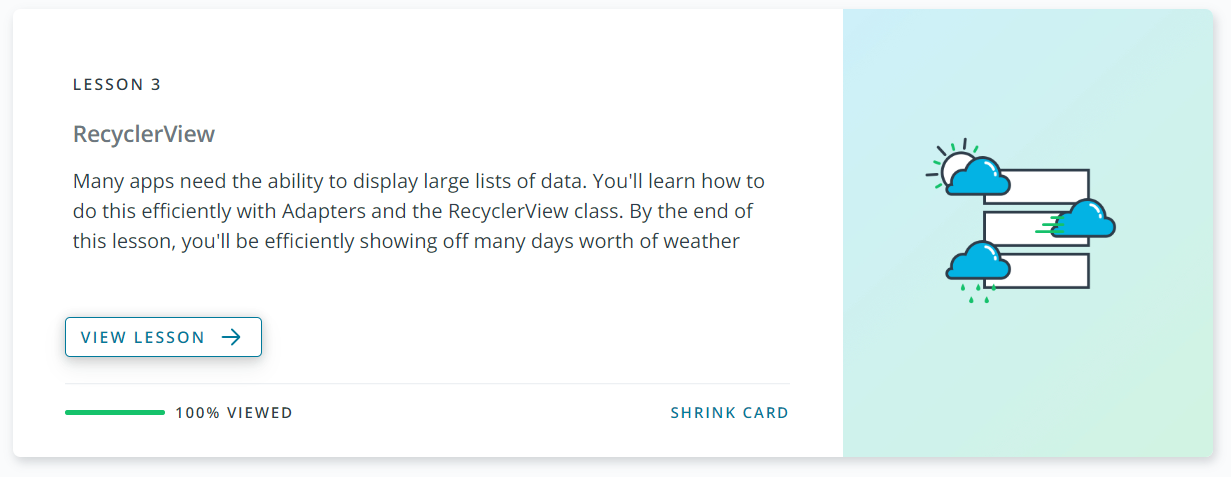 LESSON 3
RecyclerView
Many apps need the ability to display large lists of data. You'll learn how to
do this efficiently with Adapters and the RecyclerView class. By the end of
this lesson, you'll be efficiently showing off many days worth of weather
VIEW LESSON
100% VIEWED
SHRINK CARD